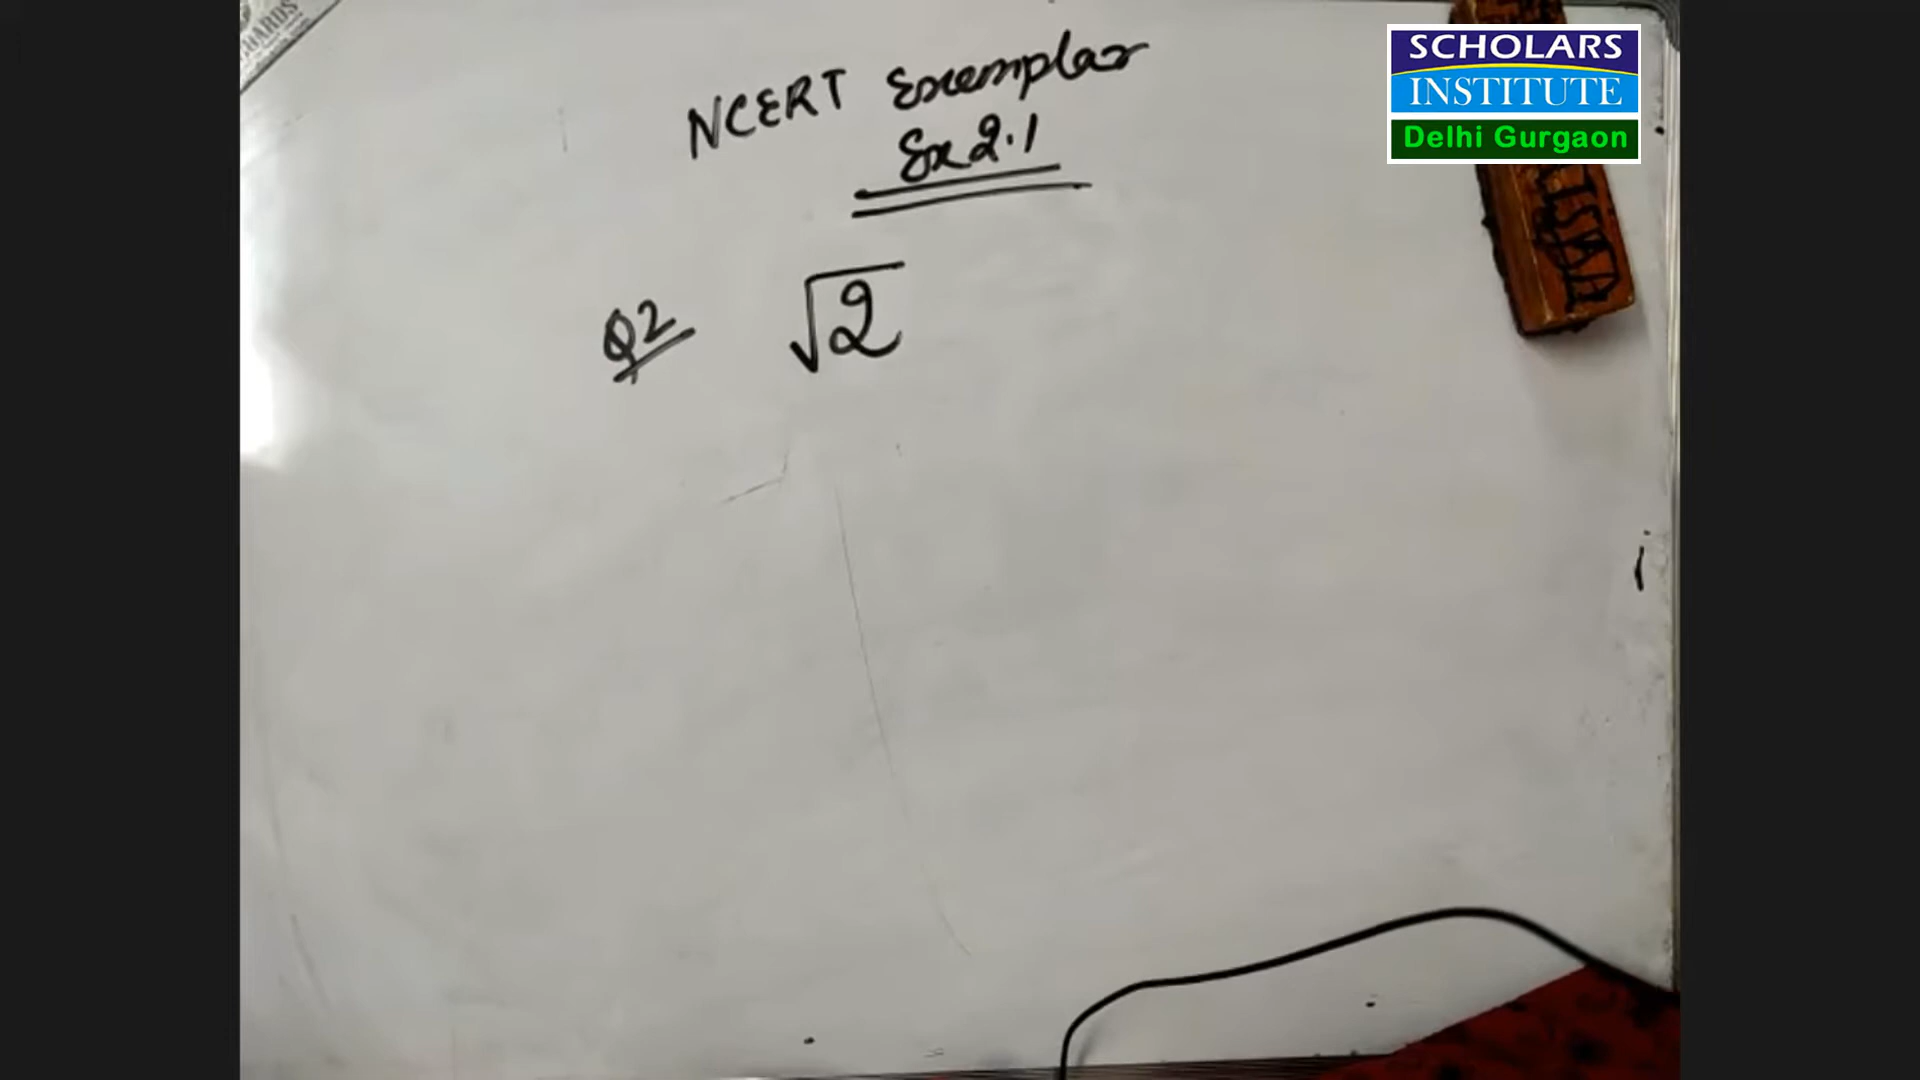 NCERT Exemplar
Ex 2.1
Q2 √2
SCHOLARS
INSTITUTE
Delhi Gurgaon